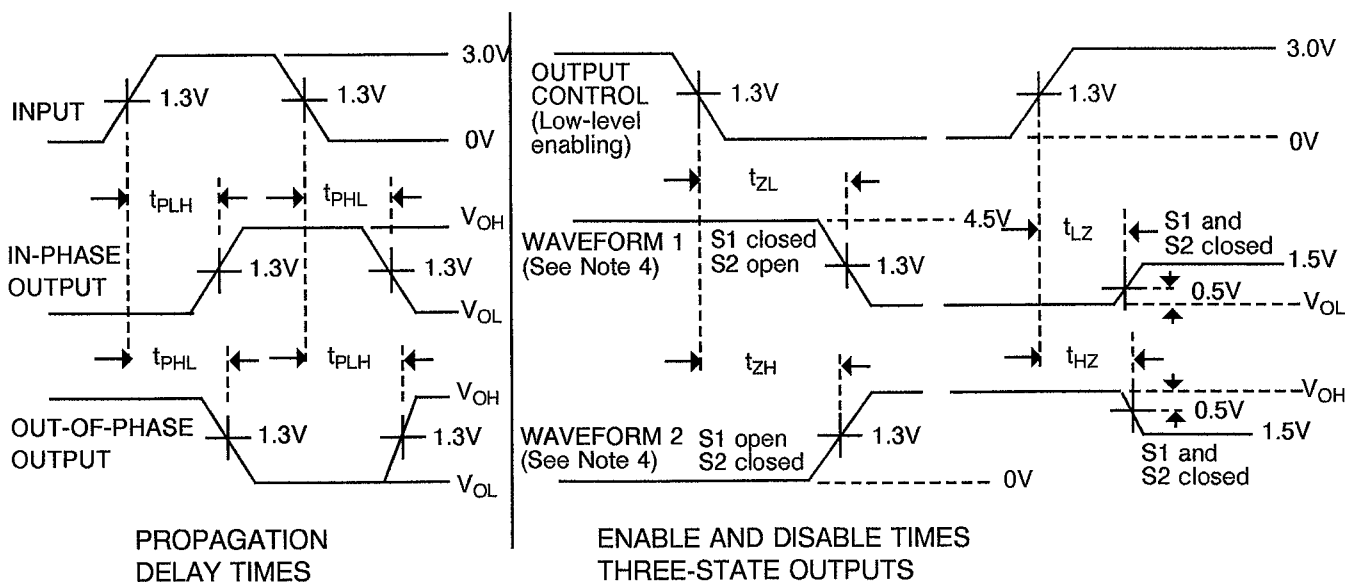 3.0V
INPUT
1.3V
1.3V
0V
tPLH
tPHL
VOH
IN-PHASE
OUTPUT
1.3V
1.3V
VOL
tPHL
tPLH
VOH
OUT-OF-PHASE
OUTPUT
1.3V
1.3V
VOL
PROPAGATION
DELAY TIMES
OUTPUT
CONTROL
(Low-level
enabling)
1.3V
3.0V
1.3V
0V
tZL
4.5V
WAVEFORM 1
(See Note 4)
S1 closed
S2 open
1.3V
tLZ
S1 and
S2 closed
1.5V
0.5V
VOL
tZH
tHZ
VOH
WAVEFORM 2
(See Note 4)
S1 open
S2 closed
1.3V
0V
0.5V
1.5V
S1 and
S2 closed
ENABLE AND DISABLE TIMES
THREE-STATE OUTPUTS